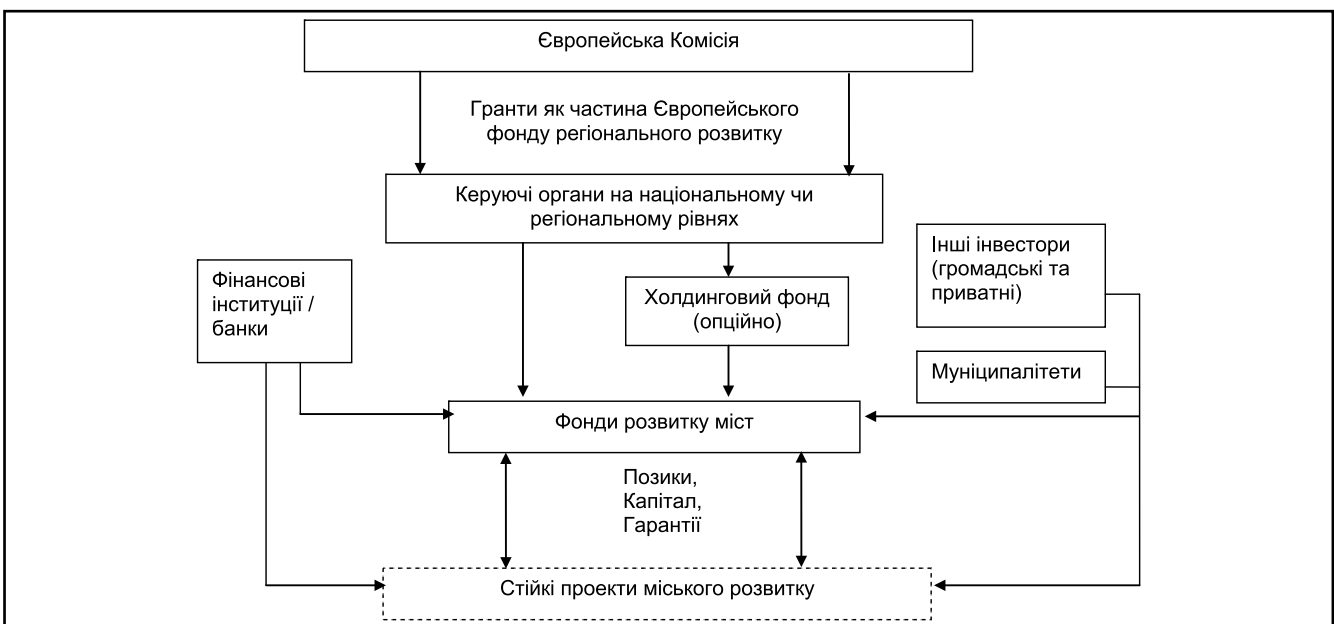 Європейська Комісія
Гранти як частина Європейського
фонду регіонального розвитку
Керуючі органи на національному чи
регіональному рівнях
Інші інвестори
(громадські та
приватні)
Фінансові
інституції /
банки
Холдинговий фонд
(опційно)
Муніципалітети
Фонди розвитку міст
Позики,
Капітал,
Гарантії
Стійкі проекти міського розвитку